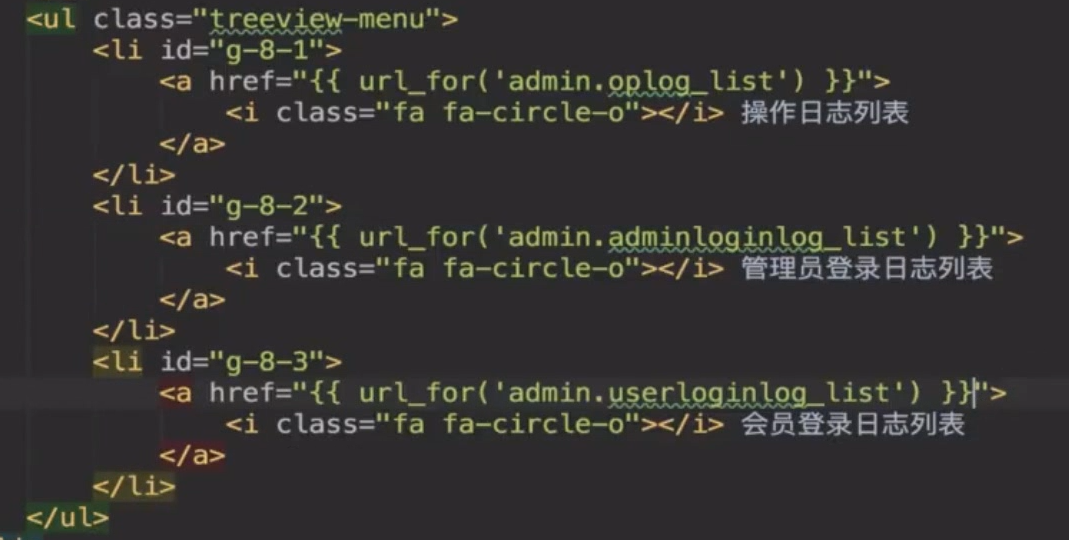 <ul class="treeview-menu">
<li id="g-8-1">
<a href="{{ url_for('admin.oplog_list') }}">
<i class="fa fa-circle-o"></i> 操作日志列表
</a>
</li>
<li id="g-8-2">
<a href="{{ url_for('admin.adminloginlog_list') }}">
<i class="fa fa-circle-o"></i> 管理员登录日志列表
</a>
</li>
<li id="g-8-3">
<a href="{{ url_for('admin.userloginlog_list') }}">
<i class="fa fa-circle-o"></i> 会员登录日志列表
</a>
</li>
</ul>